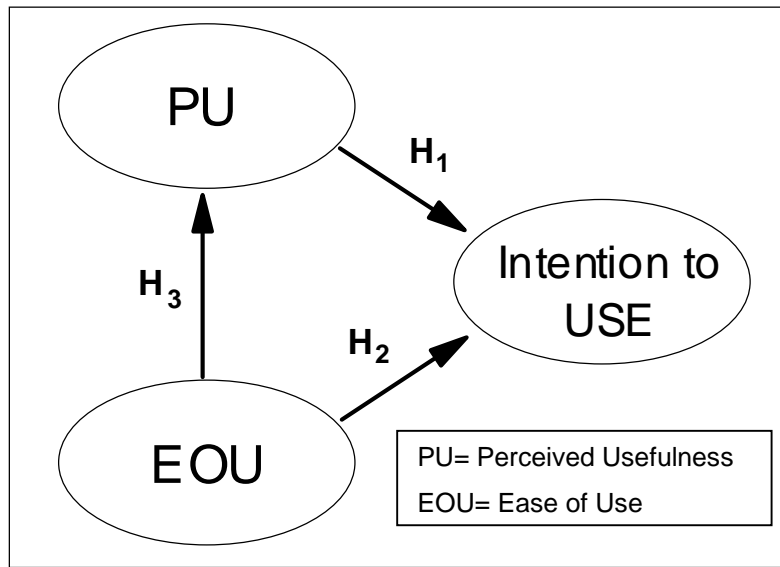 PU
H1
Intention to
USE
H3
H2
EOU
PU= Perceived Usefulness
EOU= Ease of Use